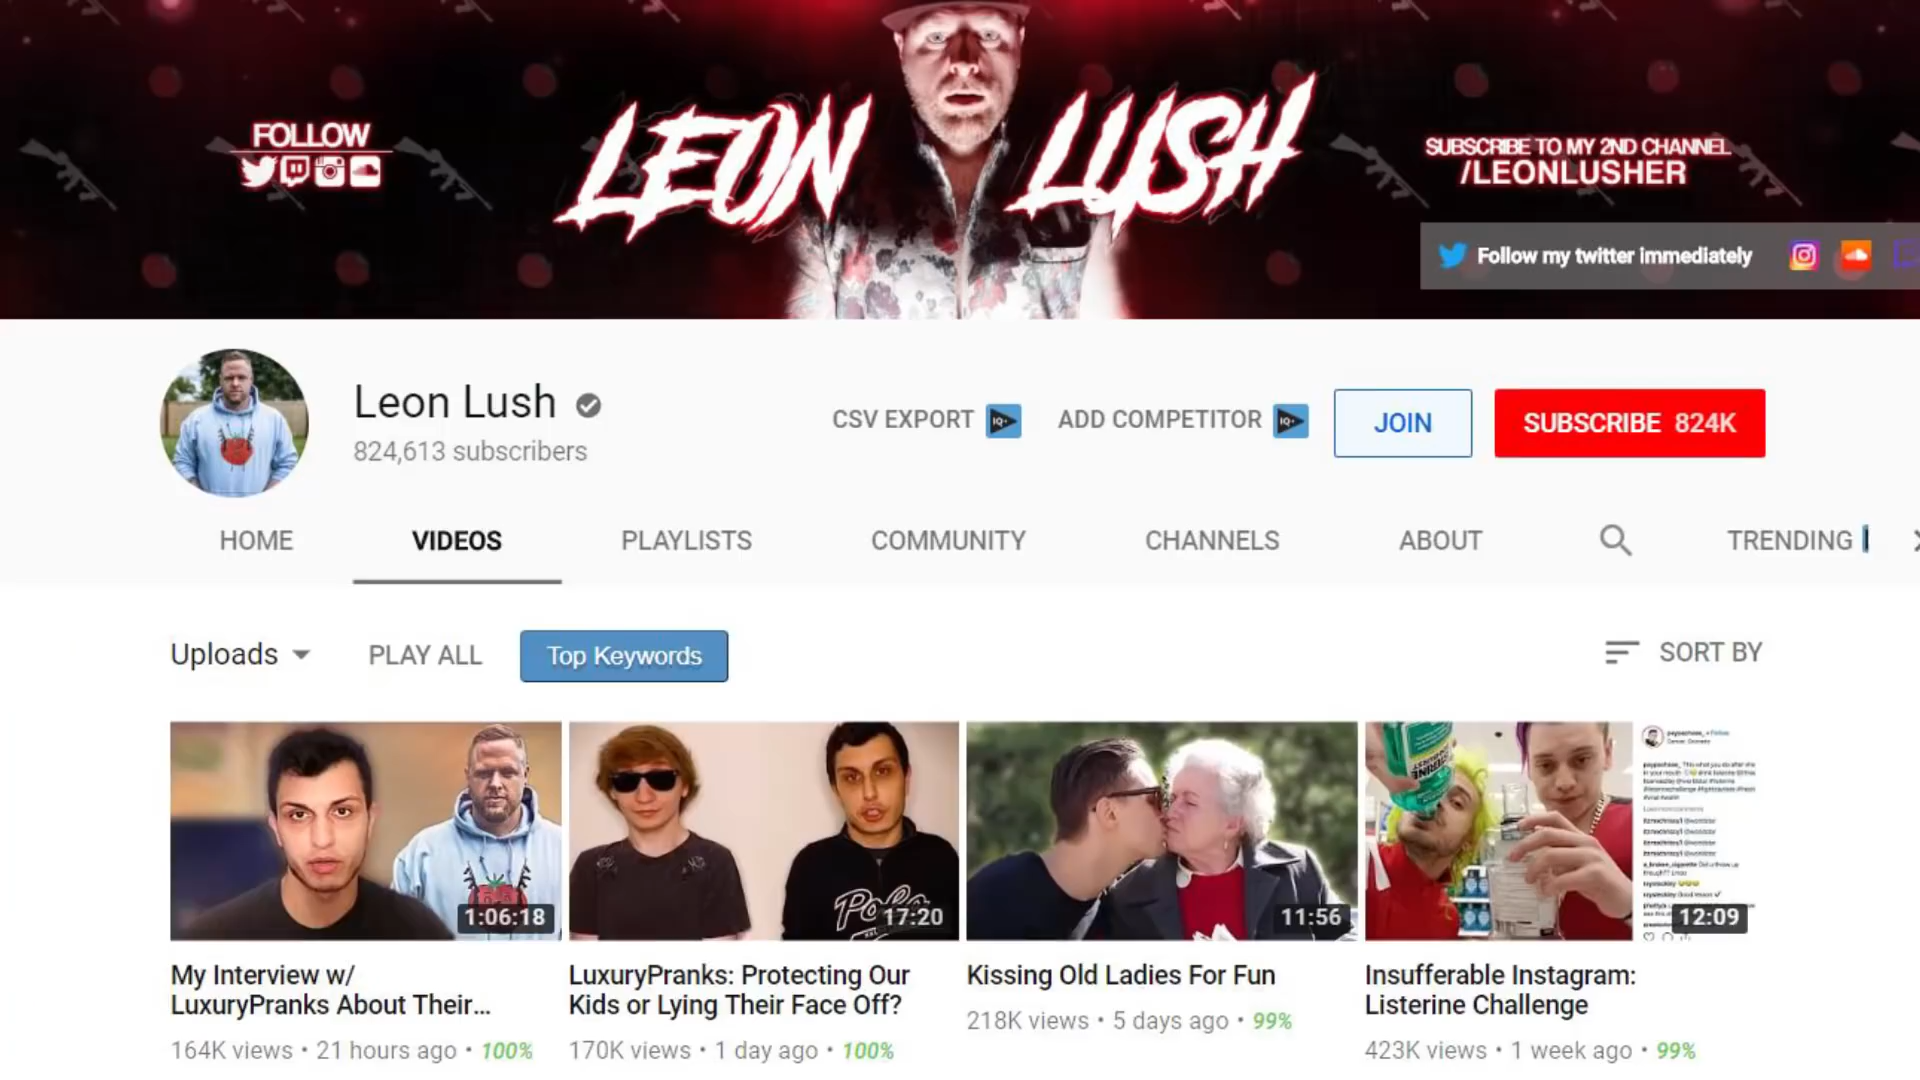 FOLLOW
LEON LUSH
SUBSCRIBE TO MY 2ND CHANNEL
/LEONLUSHER
Follow my twitter immediately
Leon Lush
824,613 subscribers
CSV EXPORT
ADD COMPETITOR
JOIN
SUBSCRIBE 824K
HOME
VIDEOS
PLAYLISTS
COMMUNITY
CHANNELS
ABOUT
TRENDING
Uploads
PLAY ALL
Top Keywords
SORT BY
1:06:18
17:20
11:56
12:09
My Interview w/
LuxuryPranks About Their...
164K views • 21 hours ago • 100%
LuxuryPranks: Protecting Our
Kids or Lying Their Face Off?
170K views • 1 day ago • 100%
Kissing Old Ladies For Fun
218K views • 5 days ago • 99%
Insufferable Instagram:
Listerine Challenge
423K views • 1 week ago • 99%